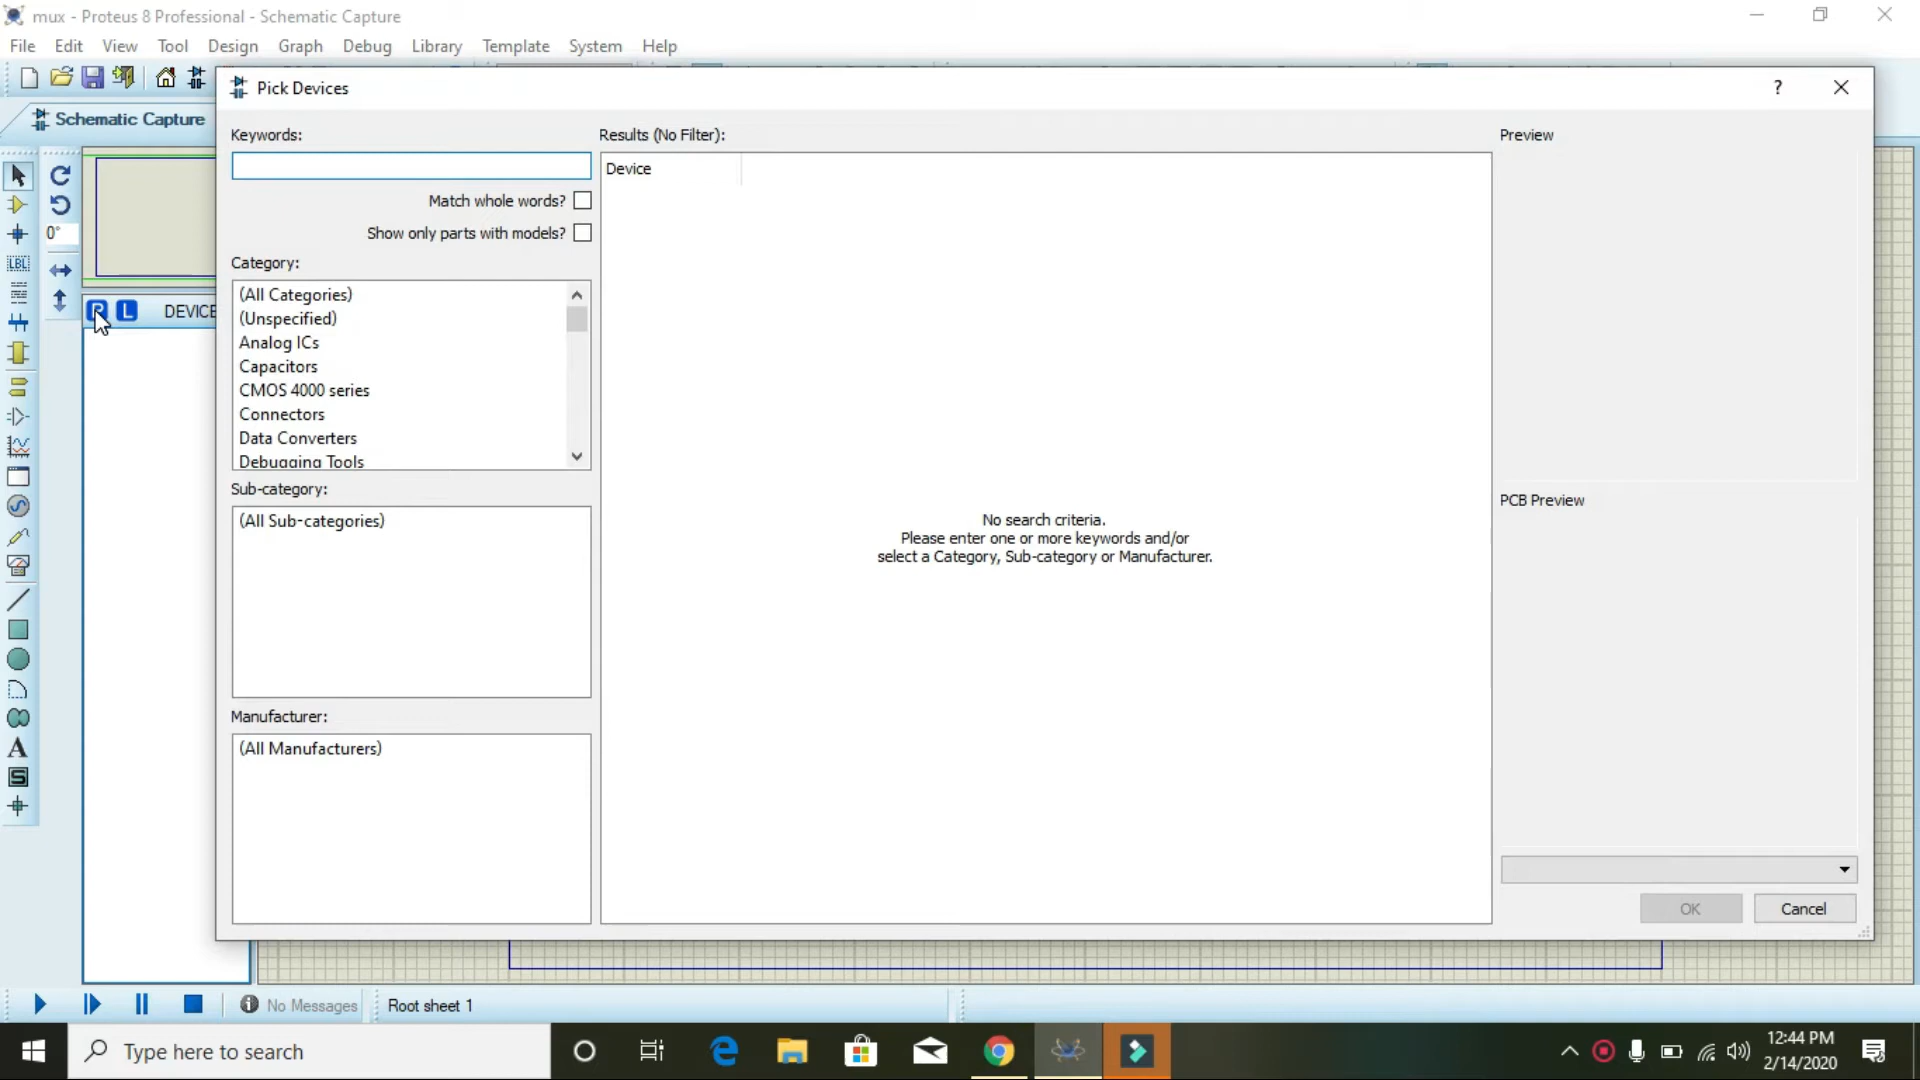 mux - Proteus 8 Professional - Schematic Capture
File Edit View Tool Design Graph Debug Library Template System Help
Pick Devices
?
Schematic Capture
Keywords:
Results (No Filter):
Preview
Device
Match whole words?
0°
Show only parts with models?
LBL
Category:
(All Categories)
(Unspecified)
Analog ICs
Capacitors
CMOS 4000 series
Connectors
Data Converters
Debugging Tools
P L DEVICE
Sub-category:
(All Sub-categories)
PCB Preview
No search criteria.
Please enter one or more keywords and/or
select a Category, Sub-category or Manufacturer.
Manufacturer:
(All Manufacturers)
A
S
OK Cancel
No Messages Root sheet 1
Type here to search
12:44 PM
2/14/2020